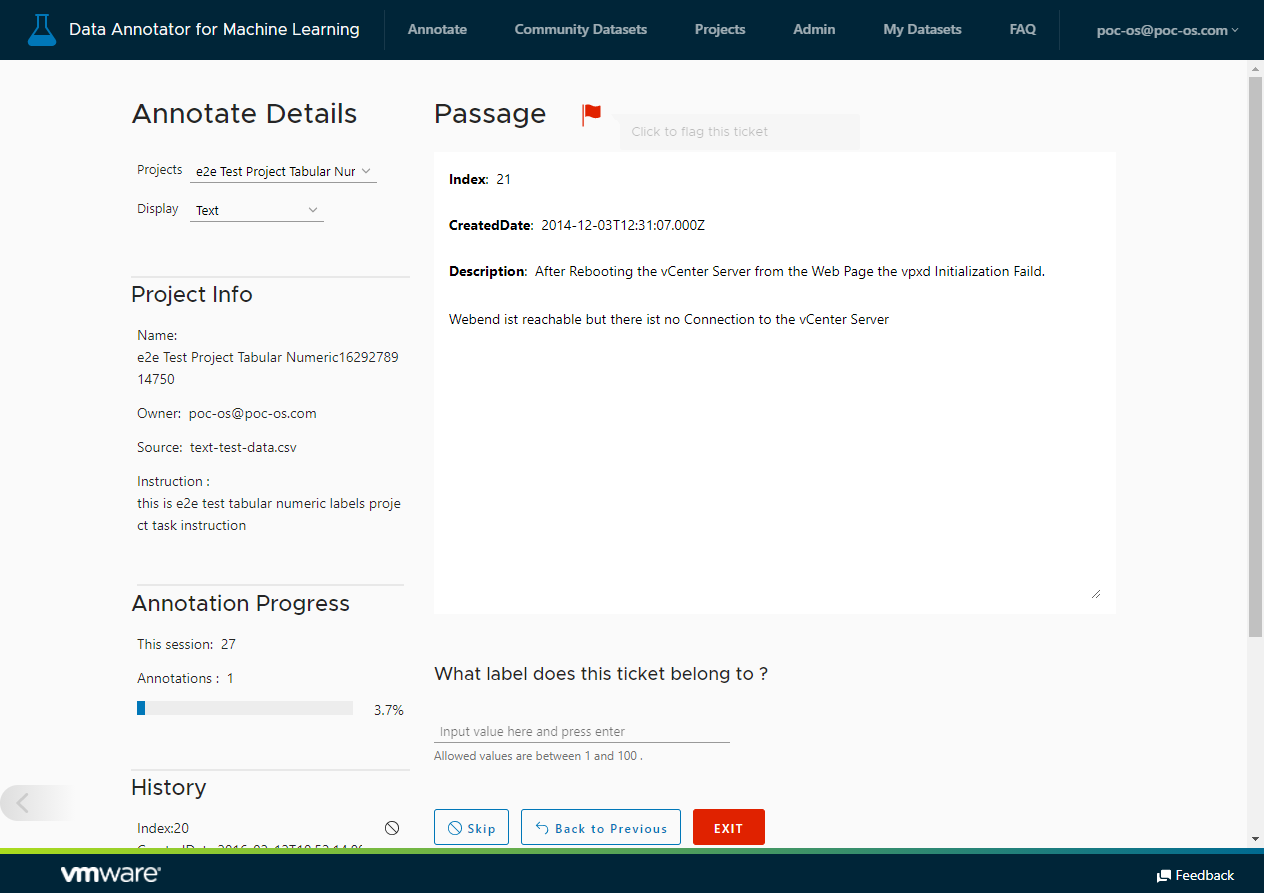 Data Annotator for Machine Learning
Annotate
Community Datasets
Projects
Admin
My Datasets
FAQ
poc-os@poc-os.com
Annotate Details
Projects
e2e Test Project Tabular Nur
Display
Text
Project Info
Name:
e2e Test Project Tabular Numeric16292789
14750
Owner: poc-os@poc-os.com
Source: text-test-data.csv
Instruction :
this is e2e test tabular numeric labels proje
ct task instruction
Annotation Progress
This session: 27
Annotations : 1
3.7%
History
Index:20
Passage
Click to flag this ticket
Index: 21
CreatedDate: 2014-12-03T12:31:07.000Z
Description: After Rebooting the vCenter Server from the Web Page the vpxd Initialization Faild.
Webend ist reachable but there ist no Connection to the vCenter Server
What label does this ticket belong to ?
Input value here and press enter
Allowed values are between 1 and 100 .
Skip
Back to Previous
EXIT
vmware
Feedback